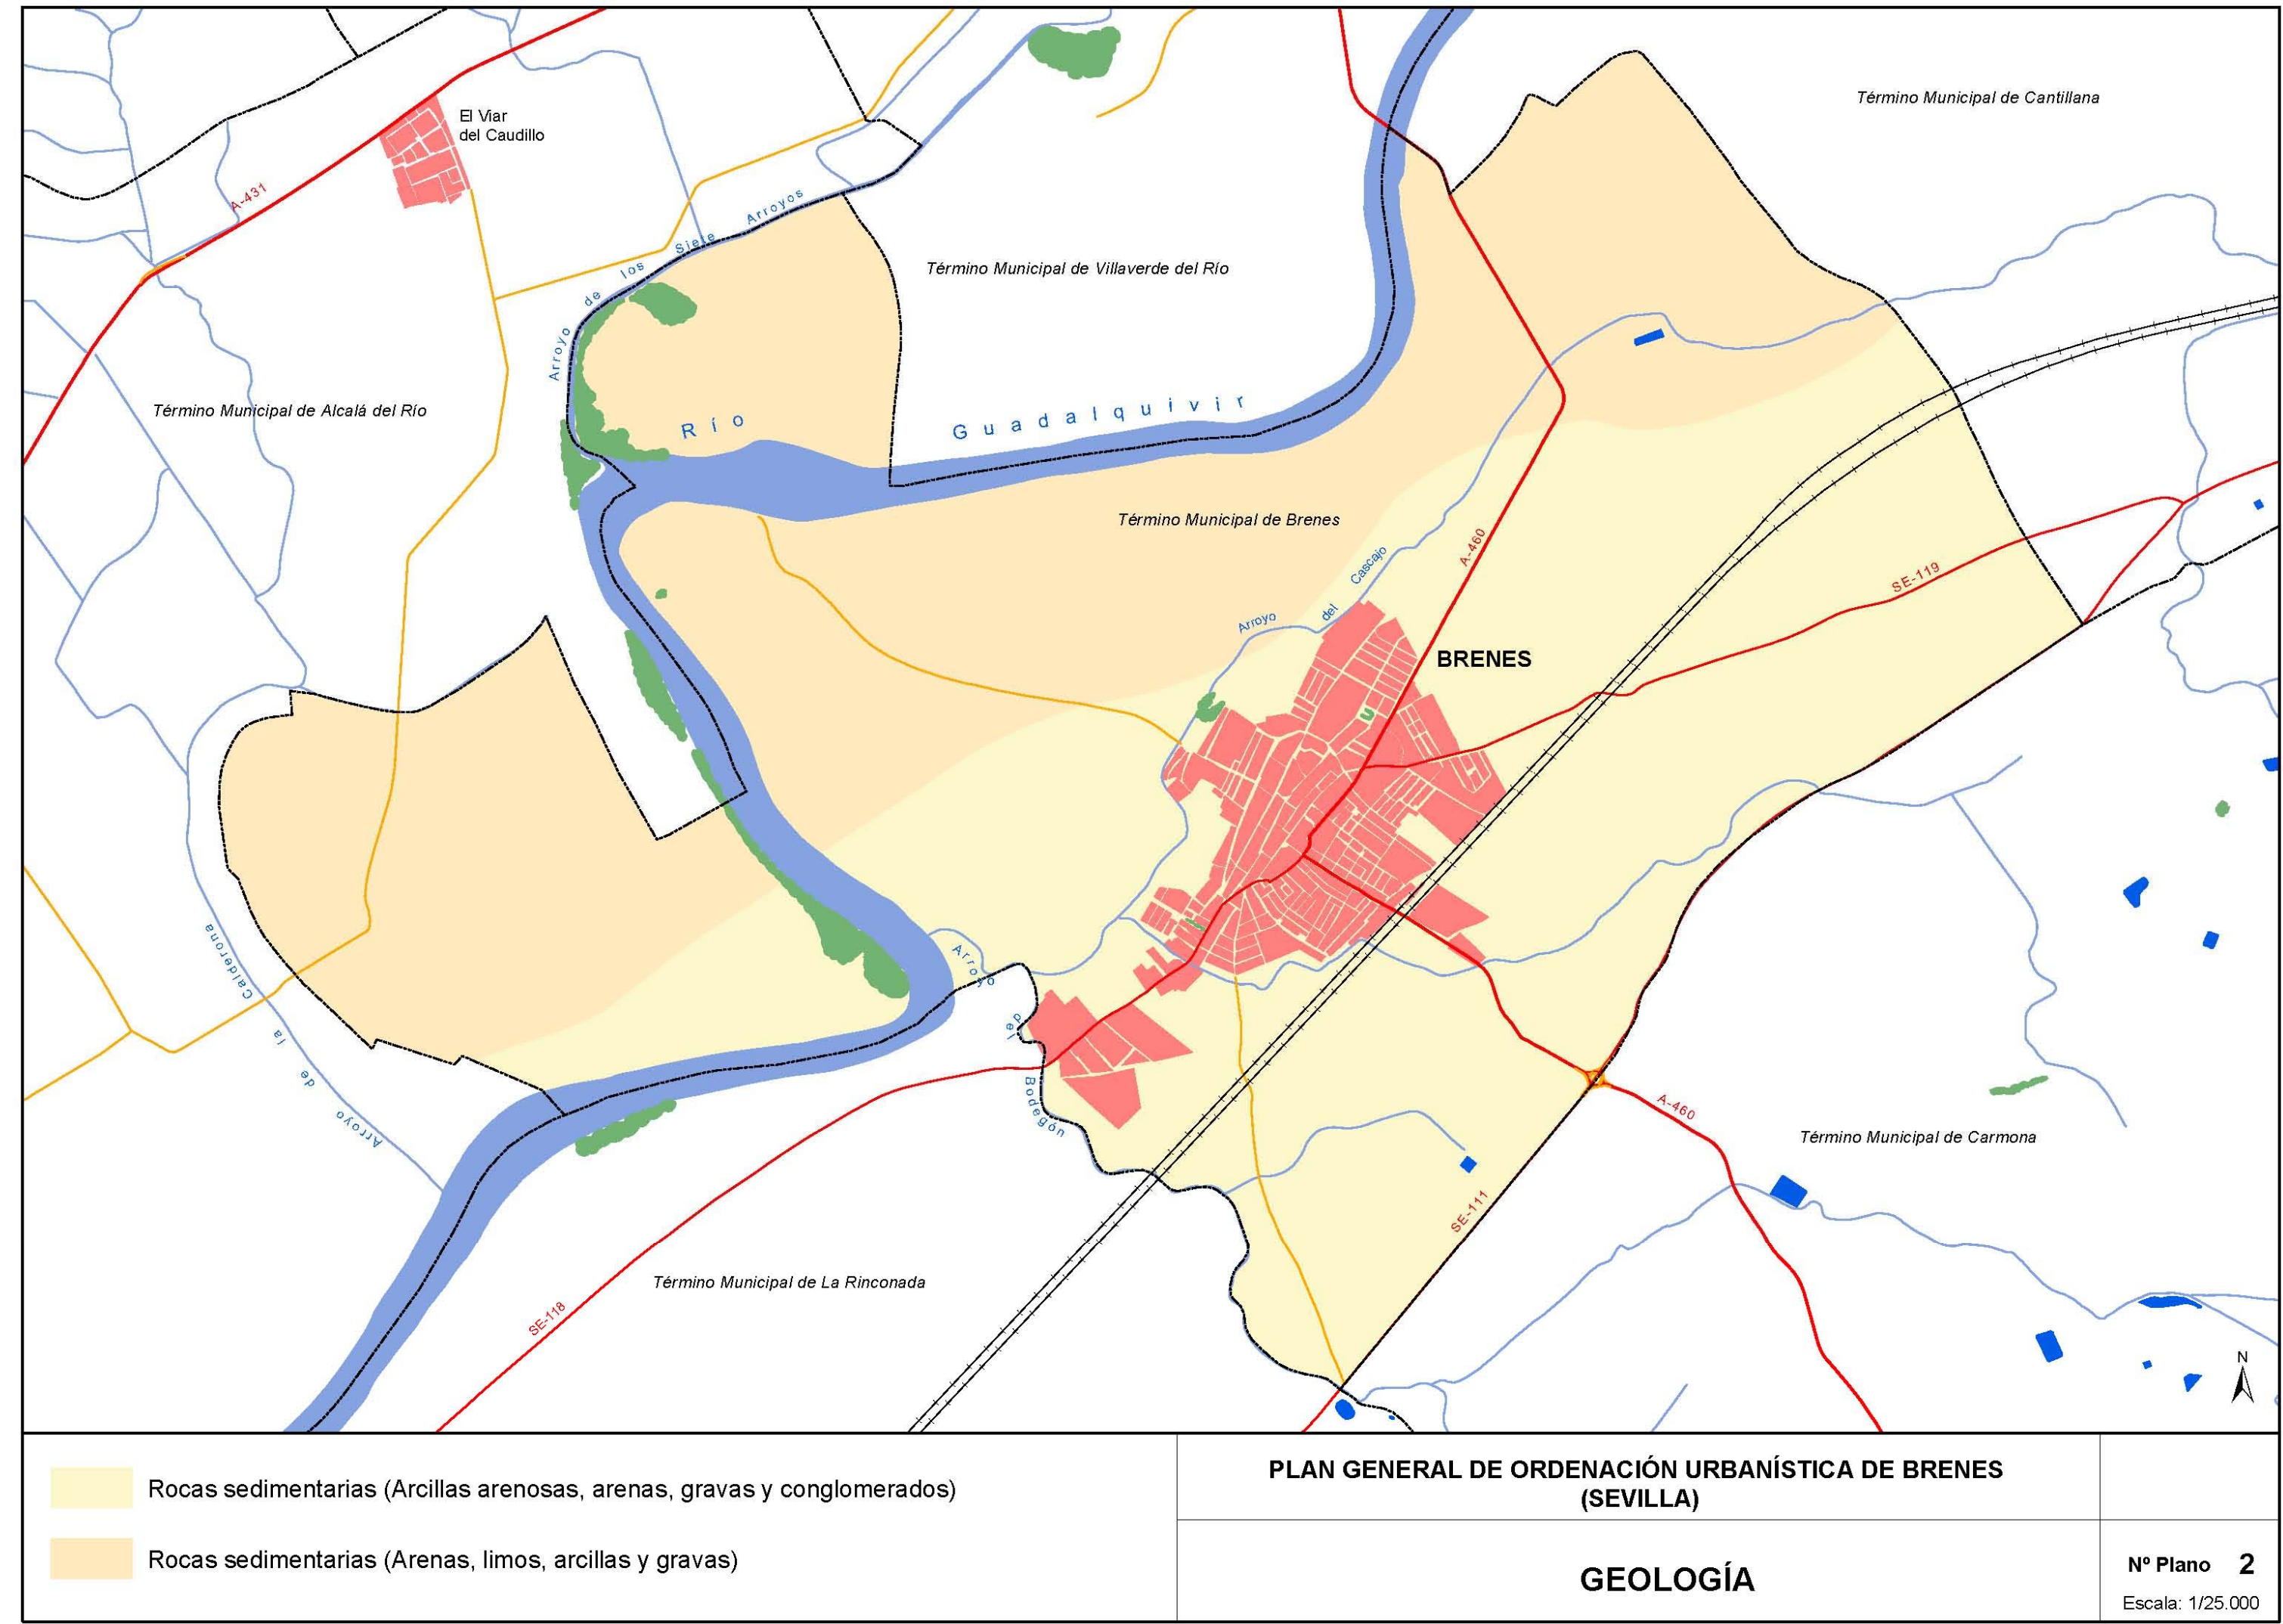 Término Municipal de Cantillana
El Viar
del Caudillo
A-431
Arroyo de los Siete Arroyos
Término Municipal de Villaverde del Río
Término Municipal de Alcalá del Río
Río Guadalquivir
Término Municipal de Brenes
A-460
Arroyo del Cascajo
SE-119
BRENES
Arroyo de la Calderona
Arroyo del Bodegón
A-460
Término Municipal de Carmona
SE-111
Término Municipal de La Rinconada
SE-118
N
Rocas sedimentarias (Arcillas arenosas, arenas, gravas y conglomerados)
Rocas sedimentarias (Arenas, limos, arcillas y gravas)
PLAN GENERAL DE ORDENACIÓN URBANÍSTICA DE BRENES
(SEVILLA)
GEOLOGÍA
Nº Plano 2
Escala: 1/25.000